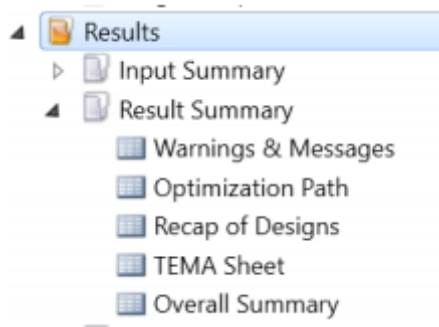 Results
Input Summary
Result Summary
Warnings & Messages
Optimization Path
Recap of Designs
TEMA Sheet
Overall Summary